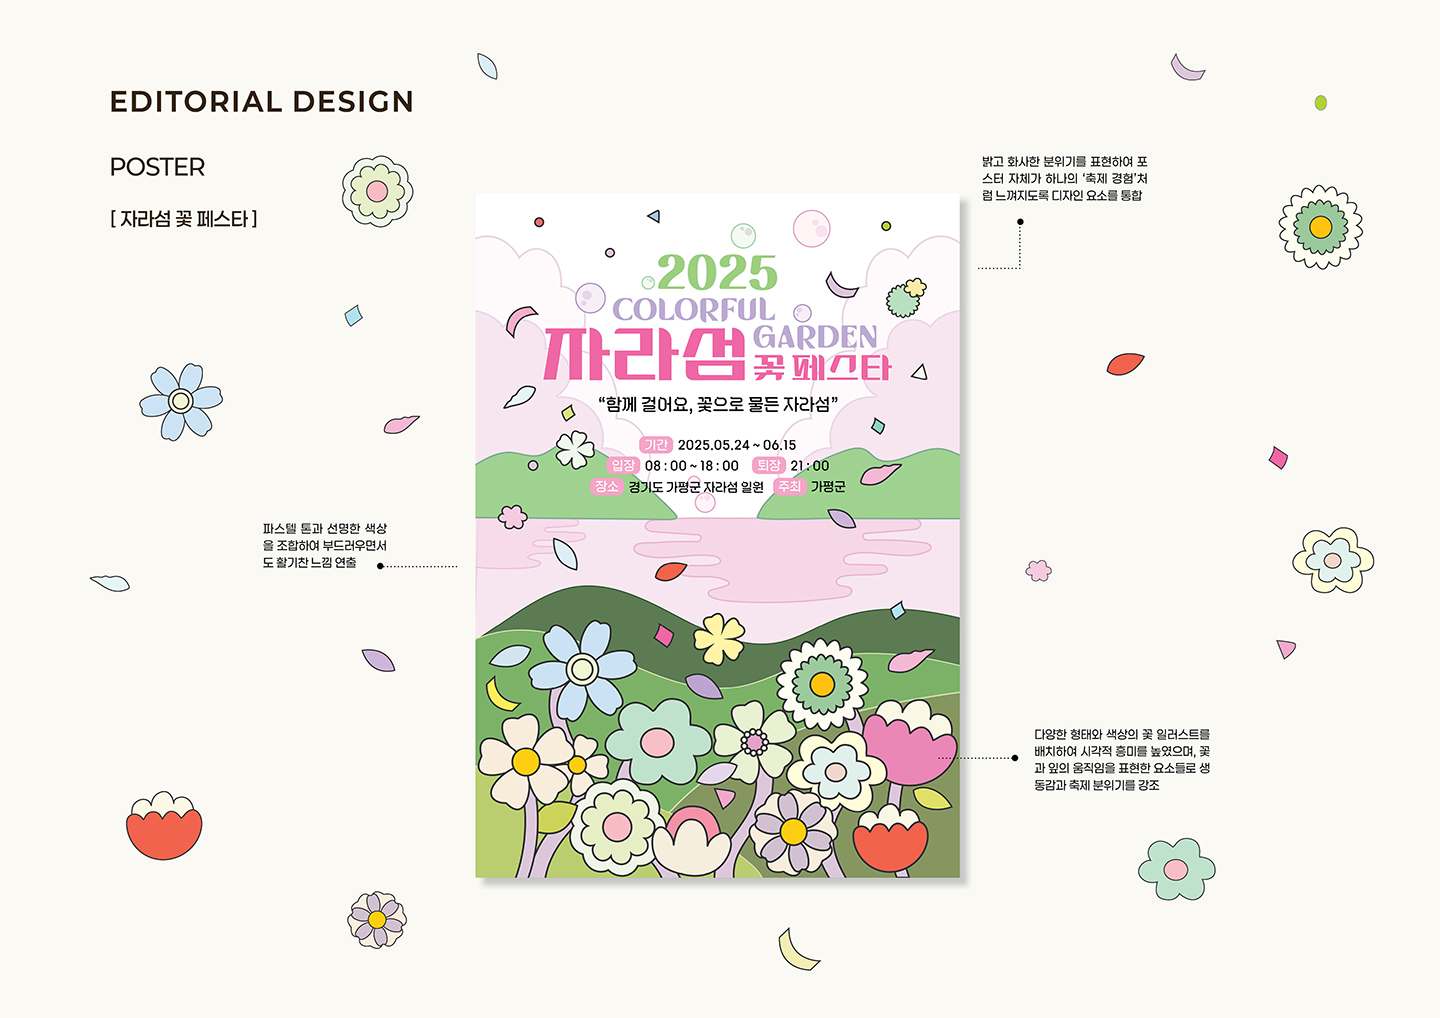 EDITORIAL DESIGN
POSTER
[ 자라섬 꽃 페스타 ]
밝고 화사한 분위기를 표현하여 포
스터 자체가 하나의 ‘축제 경험’처
럼 느껴지도록 디자인 요소를 통합
2025
COLORFUL
GARDEN
자라섬 꽃 페스타
“함께 걸어요, 꽃으로 물든 자라섬”
기간 2025.05.24 ~ 06.15
입장 08 : 00 ~ 18 : 00 퇴장 21 : 00
장소 경기도 가평군 자라섬 일원 주최 가평군
파스텔 톤과 선명한 색상
을 조합하여 부드러우면서
도 활기찬 느낌 연출
다양한 형태와 색상의 꽃 일러스트를
배치하여 시각적 흥미를 높였으며, 꽃
과 잎의 움직임을 표현한 요소들로 생
동감과 축제 분위기를 강조